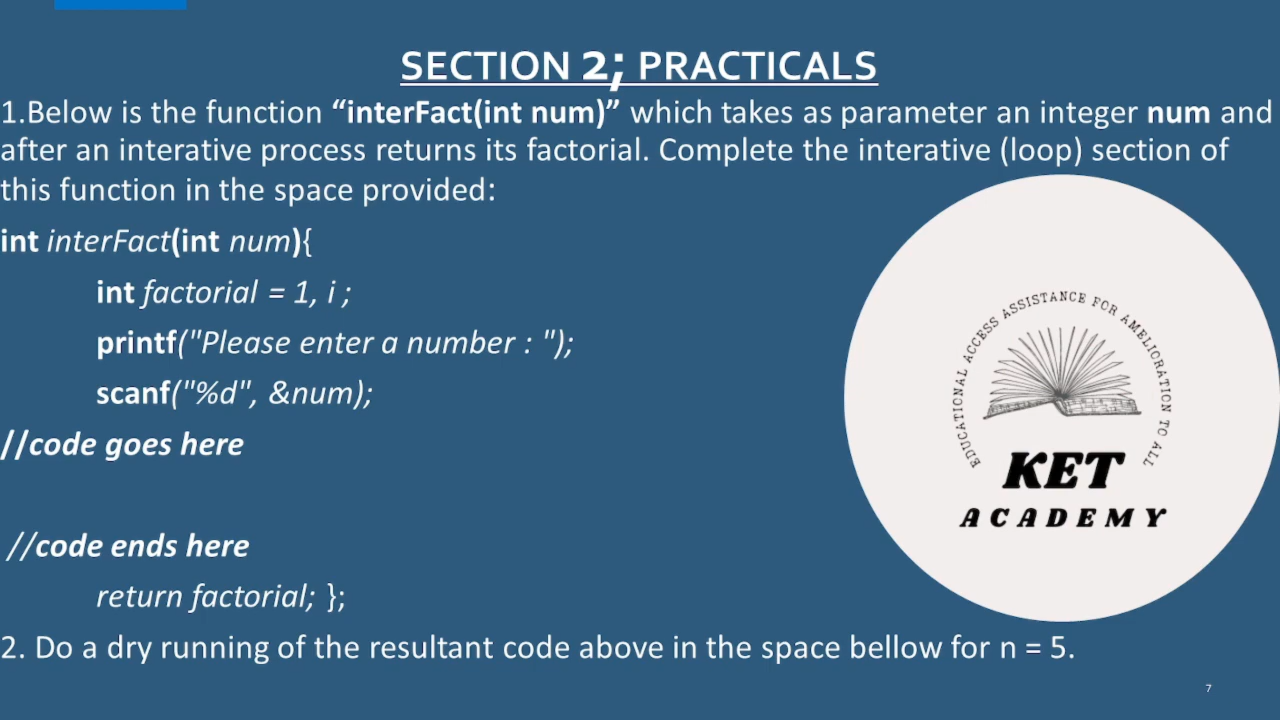 SECTION 2; PRACTICALS
1.Below is the function “interFact(int num)” which takes as parameter an integer num and
after an interative process returns its factorial. Complete the interative (loop) section of
this function in the space provided:
int interFact(int num){
int factorial = 1, i ;
printf("Please enter a number : ");
scanf("%d", &num);
//code goes here
//code ends here
return factorial; };
2. Do a dry running of the resultant code above in the space bellow for n = 5.
EDUCATIONAL ACCESS ASSISTANCE FOR AMELIORATION TO ALL
KET
ACADEMY
7